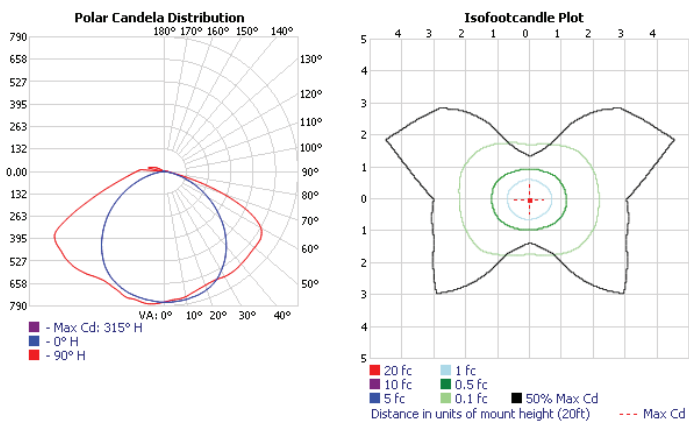 Polar Candela Distribution
180° 170° 160° 150° 140°
790
658
527
395
263
132
0.00
132
263
395
527
658
790
130°
120°
110°
100°
90°
80°
70°
60°
50°
VA: 0° 10° 20° 30° 40°
- Max Cd: 315° H
- 0° H
- 90° H
Isofootcandle Plot
4 3 2 1 0 1 2 3 4
5
4
3
2
1
0
1
2
3
4
5
20 fc 1 fc
10 fc 0.5 fc
5 fc 0.1 fc 50% Max Cd
Distance in units of mount height (20ft) --- Max Cd